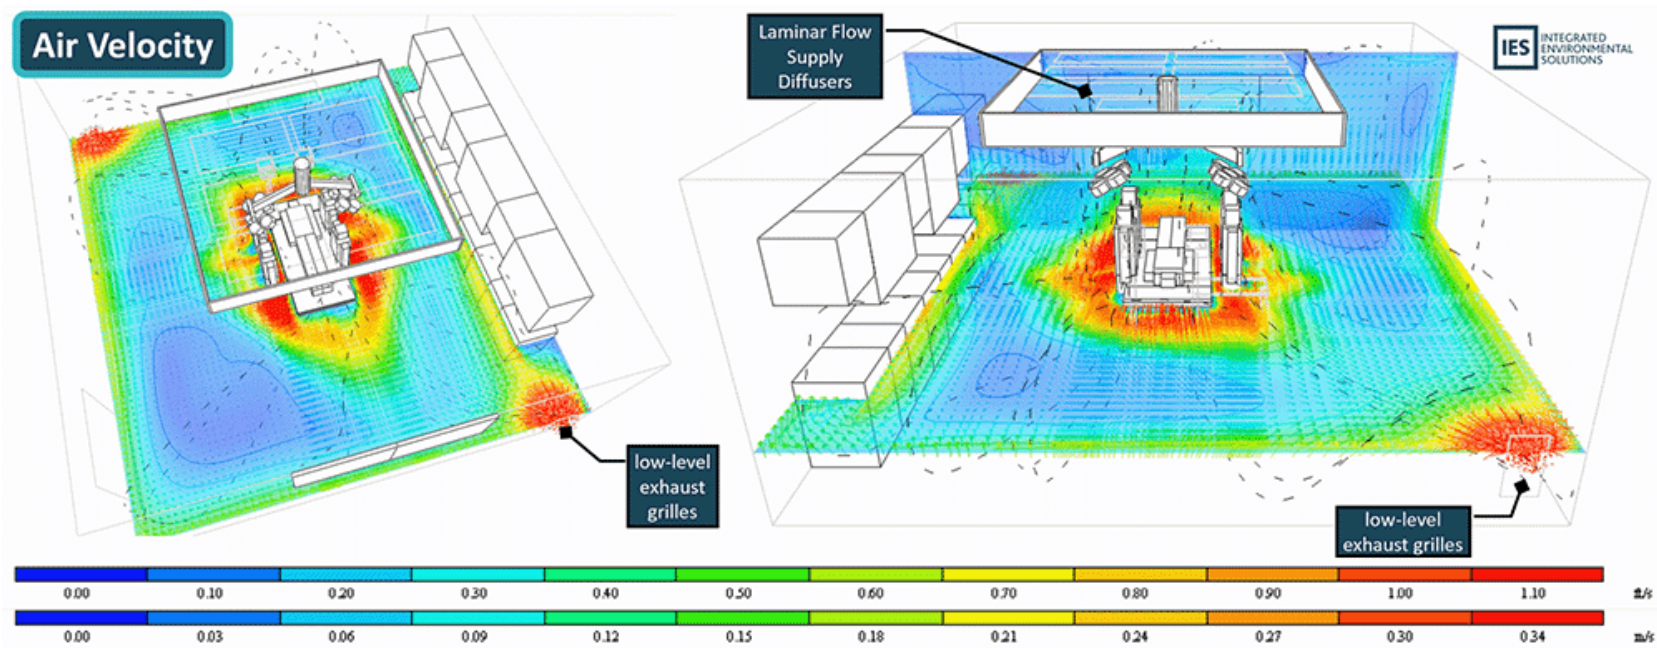 Air Velocity
Laminar Flow
Supply
Diffusers
IES
INTEGRATED
ENVIRONMENTAL
SOLUTIONS
low-level
exhaust
grilles
low-level
exhaust grilles
0.00 0.10 0.20 0.30 0.40 0.50 0.60 0.70 0.80 0.90 1.00 1.10 ft/s
0.00 0.03 0.06 0.09 0.12 0.15 0.18 0.21 0.24 0.27 0.30 0.34 m/s